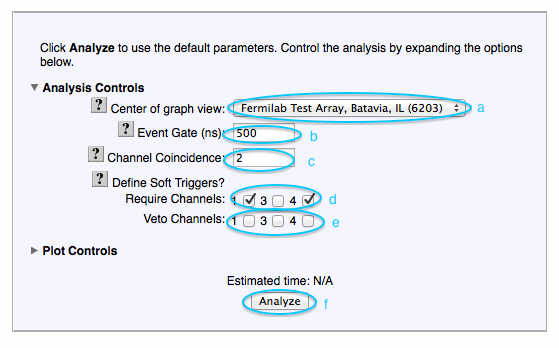 Click Analyze to use the default parameters. Control the analysis by expanding the options
below.
▼ Analysis Controls
? Center of graph view: Fermilab Test Array, Batavia, IL (6203) a
? Event Gate (ns): 500 b
? Channel Coincidence: 2 c
? Define Soft Triggers?
Require Channels: 1 3 4 d
Veto Channels: 1 3 4 e
▶ Plot Controls
Estimated time: N/A
Analyze f